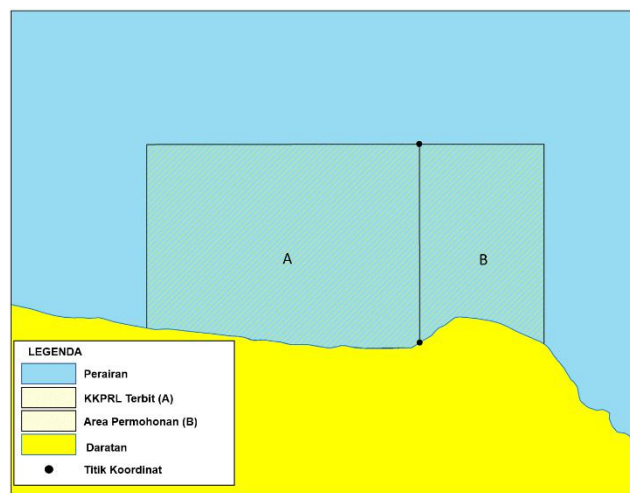 A
B
LEGENDA
Perairan
KKPRL Terbit (A)
Area Permohonan (B)
Daratan
Titik Koordinat